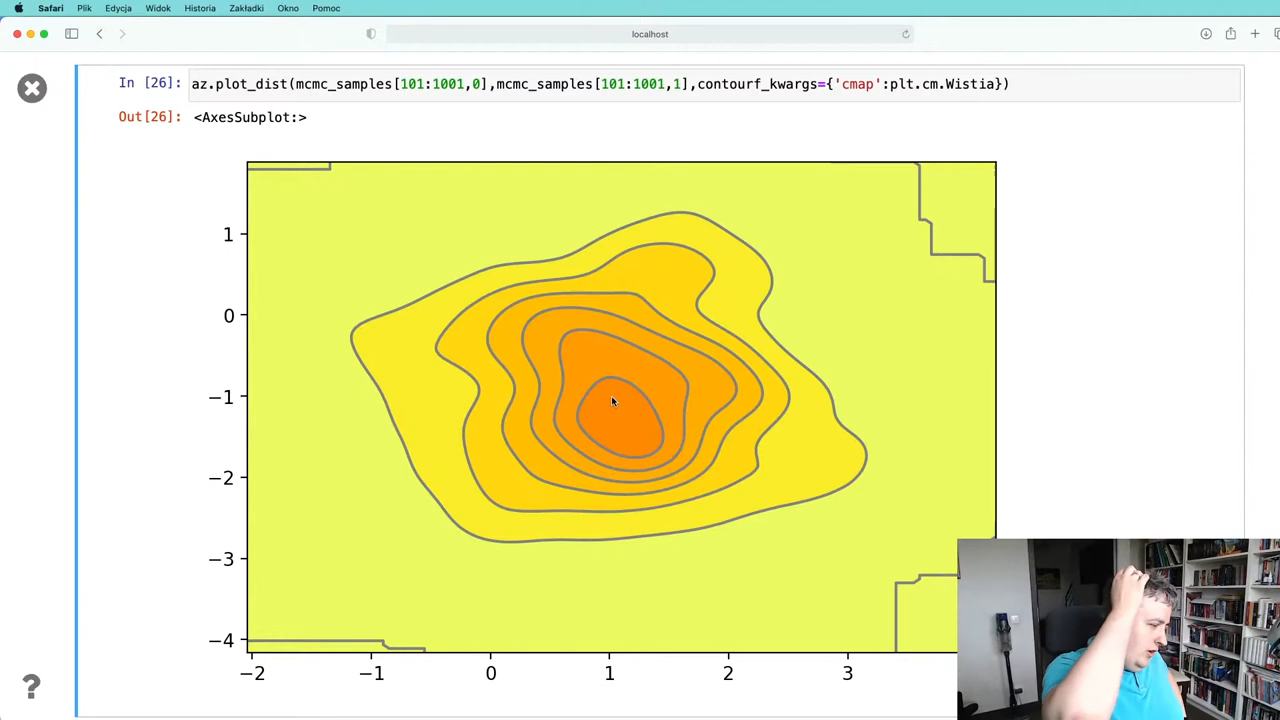 Safari Plik Edycja Widok Historia Zakładki Okno Pomoc
localhost
In [26]: az.plot_dist(mcmc_samples[101:1001,0],mcmc_samples[101:1001,1],contourf_kwargs={'cmap':plt.cm.Wistia})
Out[26]: <AxesSubplot:>
1
0
−1
−2
−3
−4
−2 −1 0 1 2 3
?